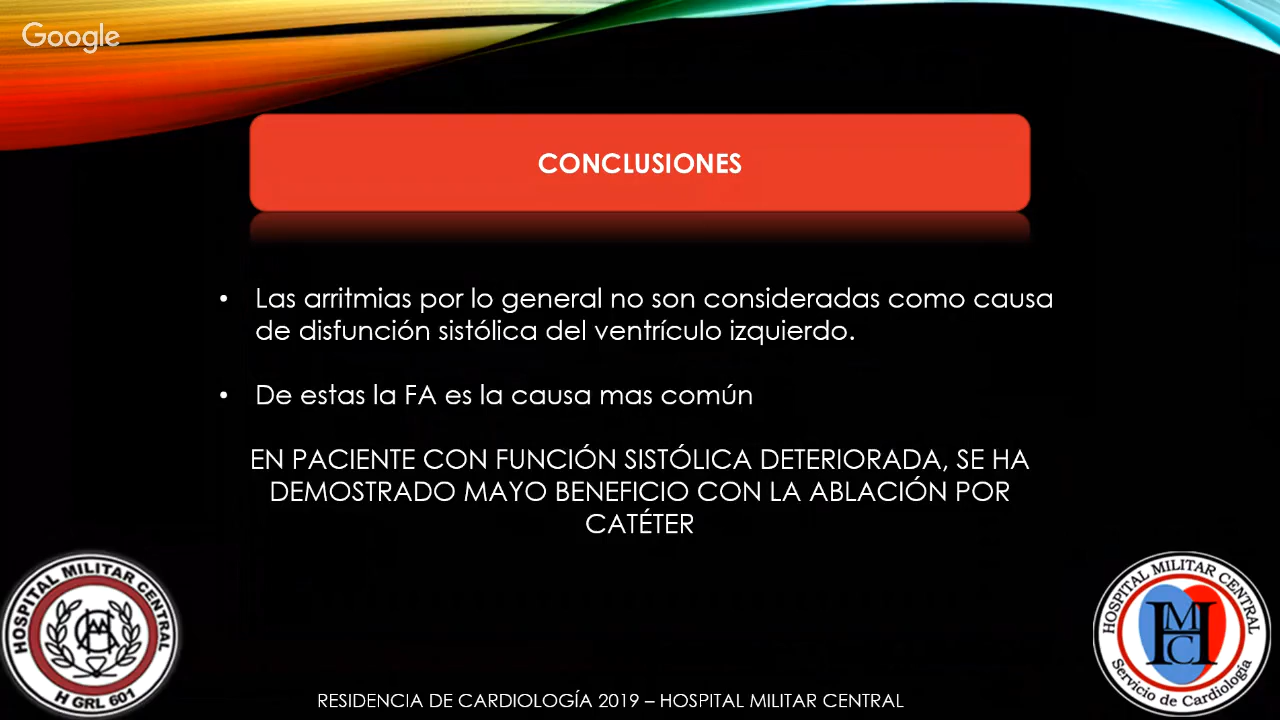 Google
CONCLUSIONES
• Las arritmias por lo general no son consideradas como causa
de disfunción sistólica del ventrículo izquierdo.
• De estas la FA es la causa mas común
EN PACIENTE CON FUNCIÓN SISTÓLICA DETERIORADA, SE HA
DEMOSTRADO MAYO BENEFICIO CON LA ABLACIÓN POR
CATÉTER
HOSPITAL MILITAR CENTRAL
H GRL 601
HOSPITAL MILITAR CENTRAL
HMC
Servicio de Cardiología
RESIDENCIA DE CARDIOLOGÍA 2019 – HOSPITAL MILITAR CENTRAL